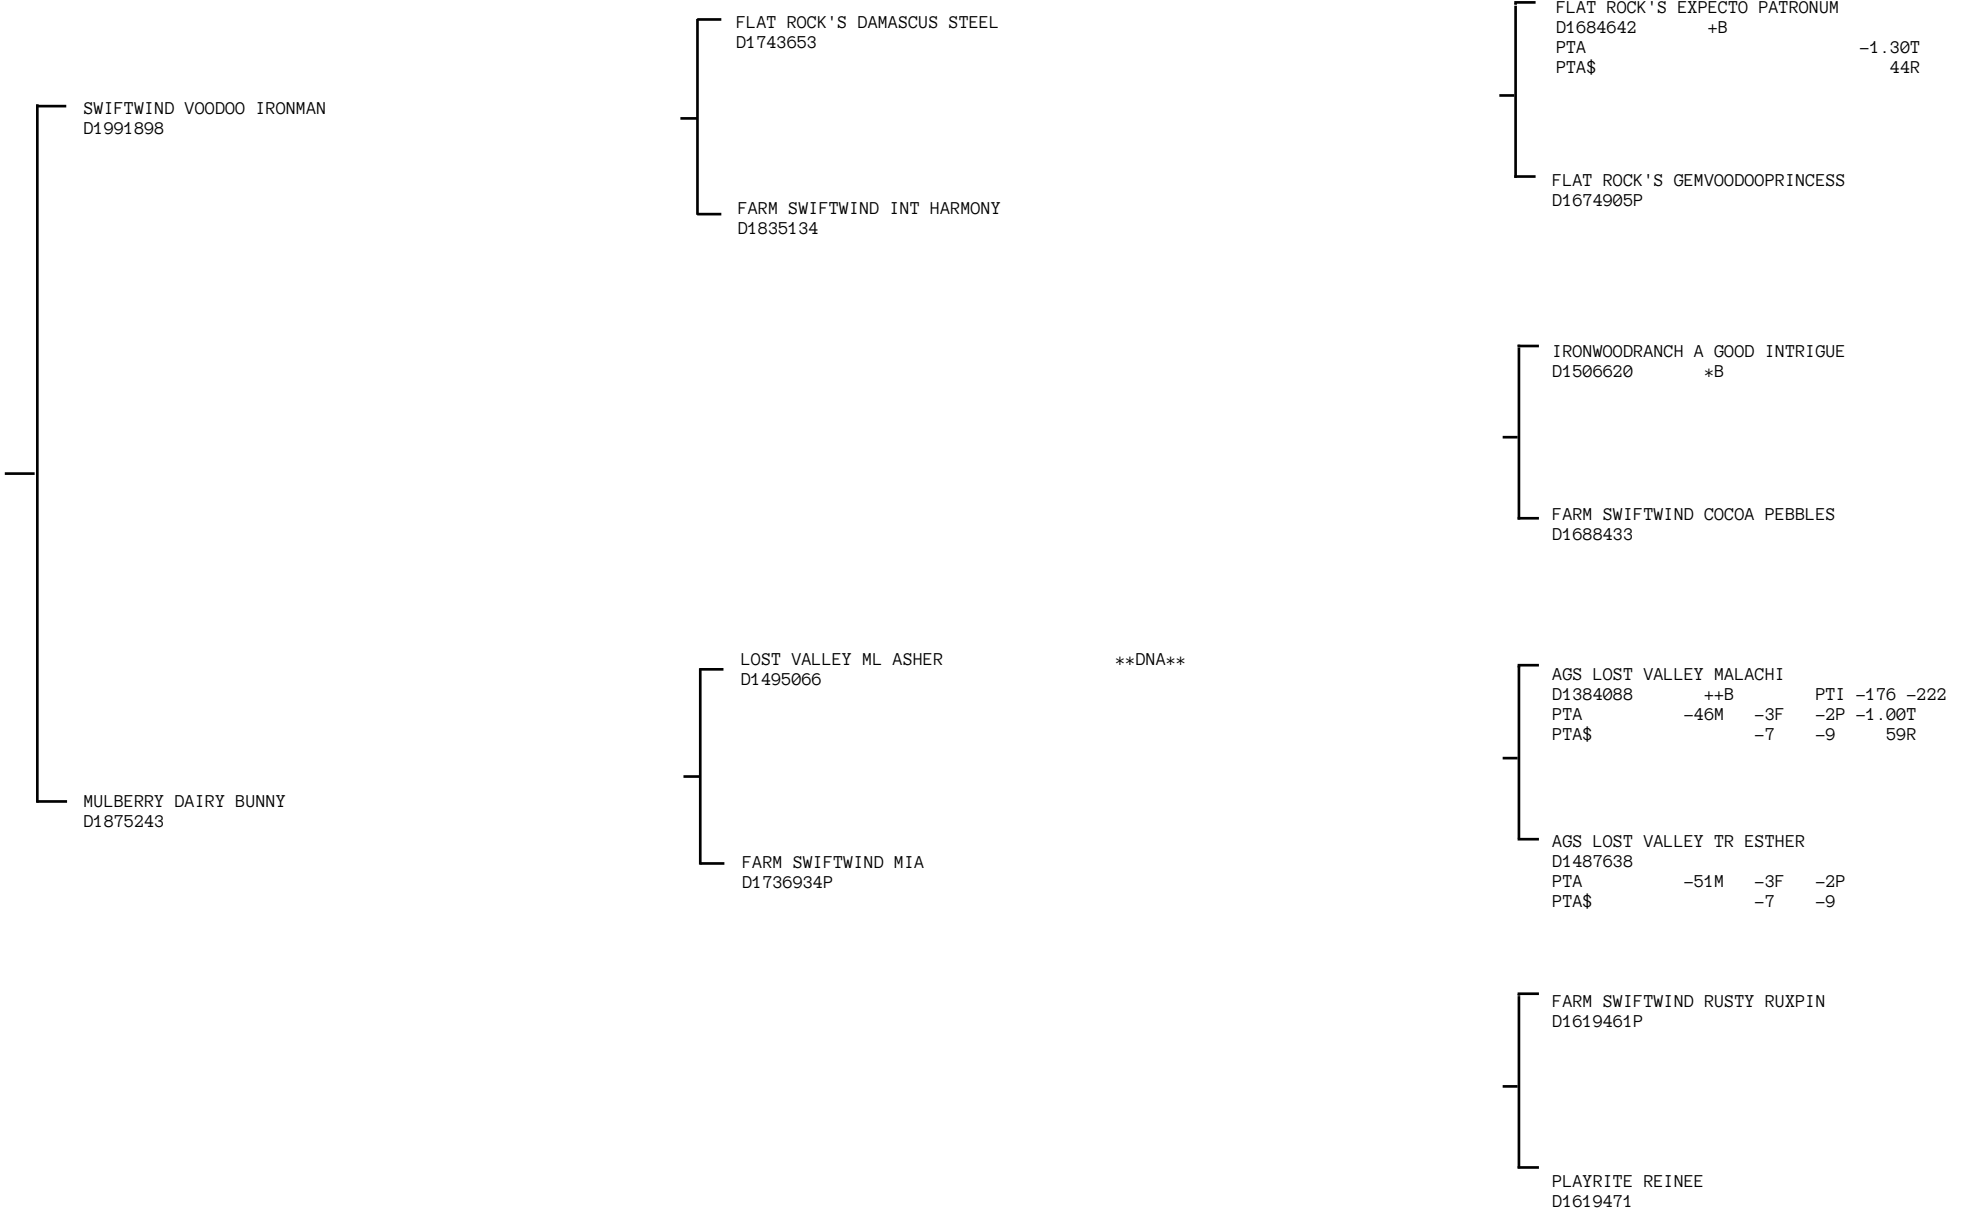 SWIFTWIND VOODOO IRONMAN
D1991898
MULBERRY DAIRY BUNNY
D1875243
FLAT ROCK'S DAMASCUS STEEL
D1743653
FARM SWIFTWIND INT HARMONY
D1835134
LOST VALLEY ML ASHER **DNA**
D1495066
FARM SWIFTWIND MIA
D1736934P
FLAT ROCK'S EXPECTO PATRONUM
D1684642 +B
PTA -1.30T
PTA$ 44R
FLAT ROCK'S GEMVOODOOPRINCESS
D1674905P
IRONWOODRANCH A GOOD INTRIGUE
D1506620 *B
FARM SWIFTWIND COCOA PEBBLES
D1688433
AGS LOST VALLEY MALACHI
D1384088 ++B PTI -176 -222
PTA -46M -3F -2P -1.00T
PTA$ -7 -9 59R
AGS LOST VALLEY TR ESTHER
D1487638
PTA -51M -3F -2P
PTA$ -7 -9
FARM SWIFTWIND RUSTY RUXPIN
D1619461P
PLAYRITE REINEE
D1619471